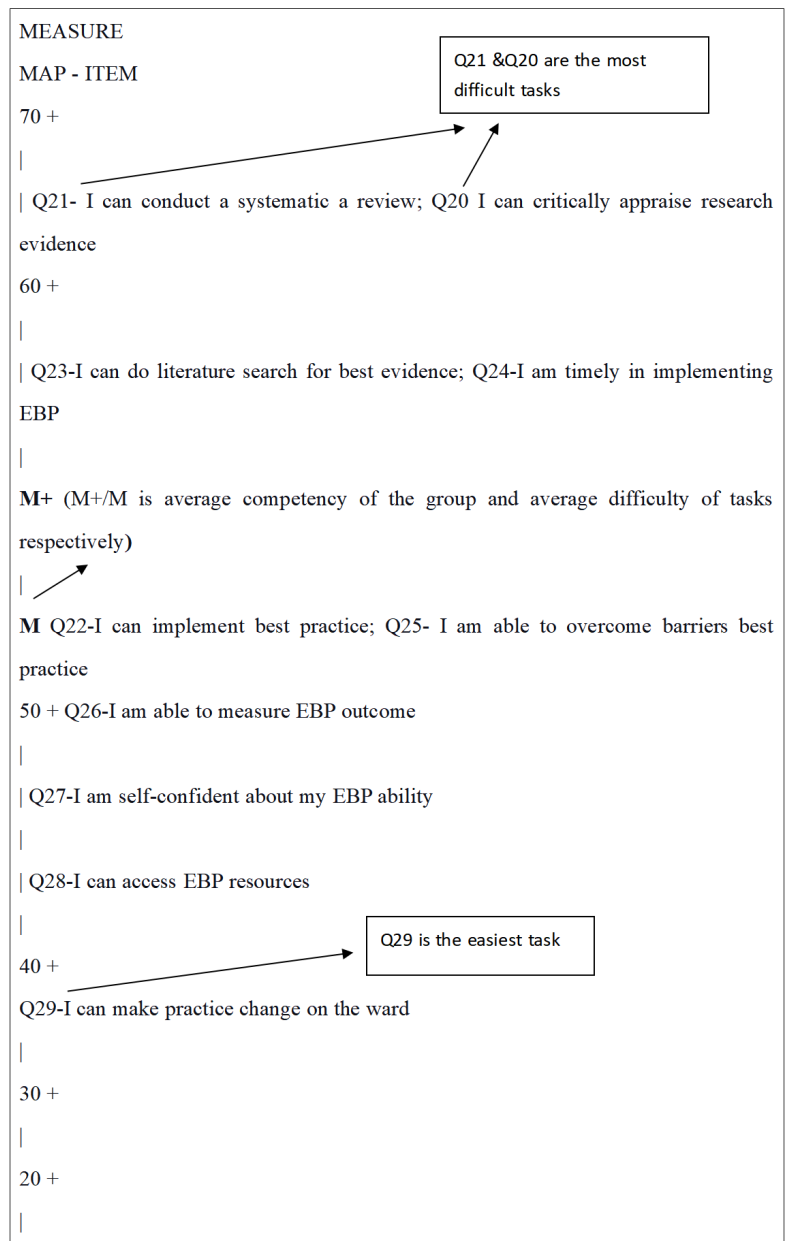 MEASURE
MAP - ITEM
Q21 &Q20 are the most
difficult tasks
70 +
|
| Q21- I can conduct a systematic a review; Q20 I can critically appraise research
evidence
60 +
|
| Q23-I can do literature search for best evidence; Q24-I am timely in implementing
EBP
|
M+ (M+/M is average competency of the group and average difficulty of tasks
respectively)
|
M Q22-I can implement best practice; Q25- I am able to overcome barriers best
practice
50 + Q26-I am able to measure EBP outcome
|
| Q27-I am self-confident about my EBP ability
|
| Q28-I can access EBP resources
|
Q29 is the easiest task
40 +
Q29-I can make practice change on the ward
|
30 +
|
20 +
|